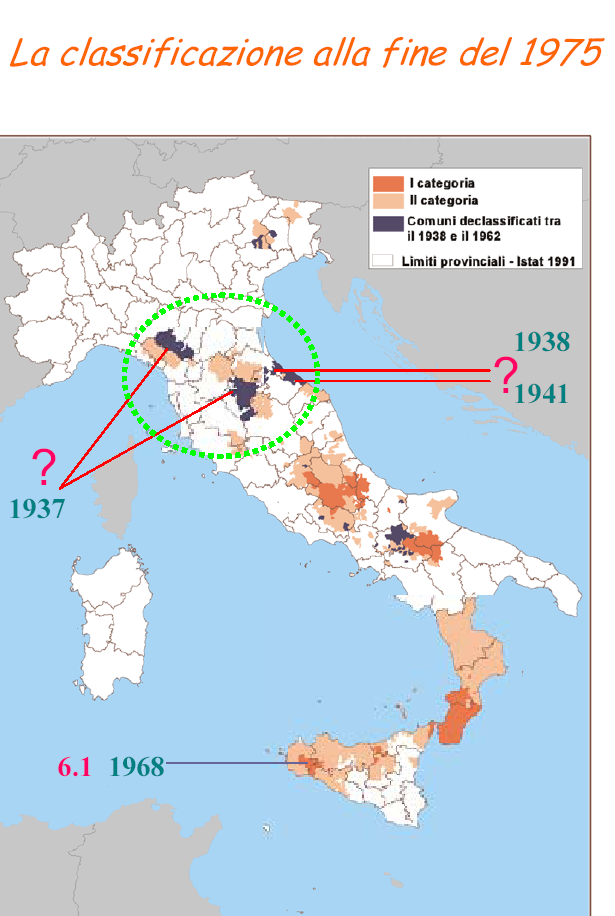 La classificazione alla fine del 1975
I categoria
II categoria
Comuni declassificati tra
il 1938 e il 1962
Limiti provinciali - Istat 1991
1938
?
1941
?
1937
6.1 1968